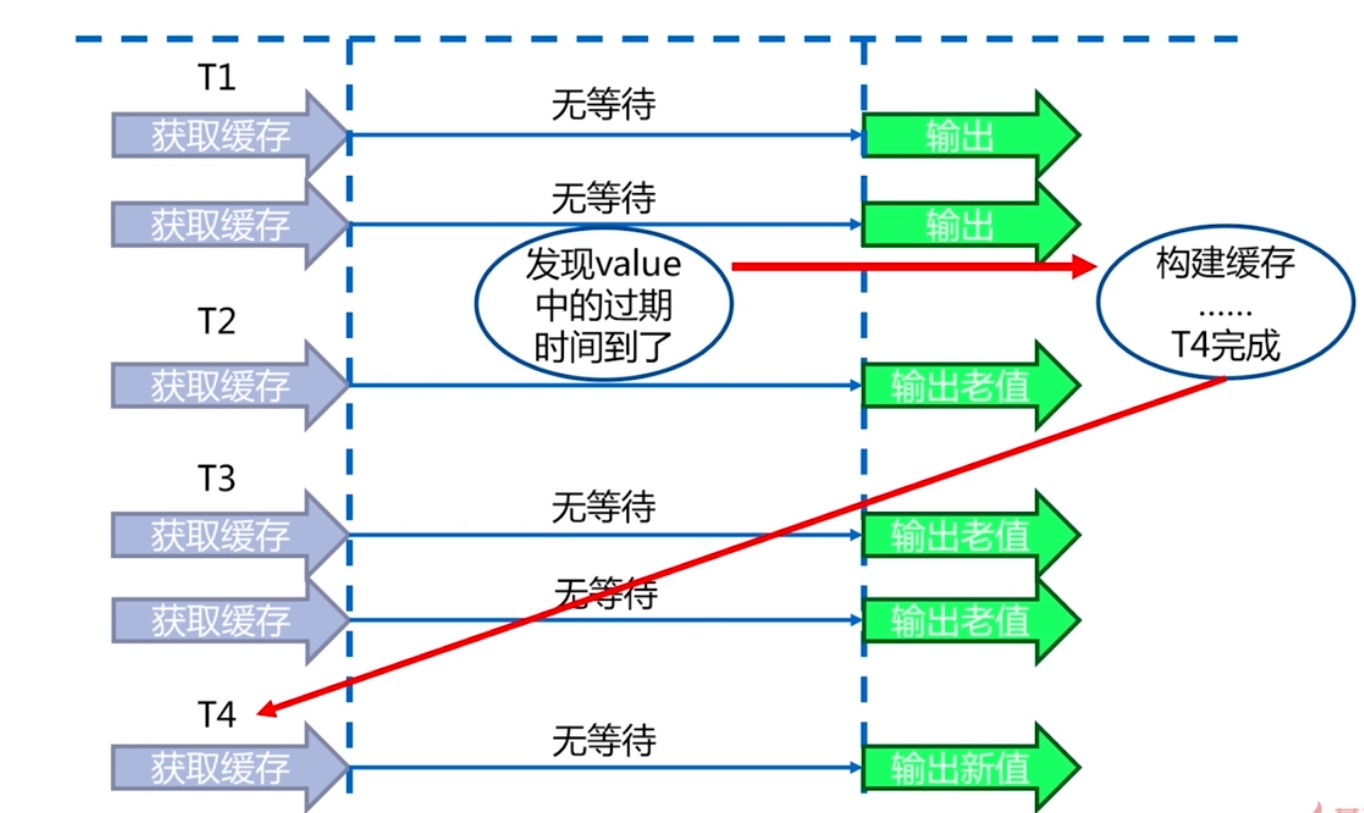 T1
获取缓存
无等待
输出
获取缓存
无等待
输出
发现value
中的过期
时间到了
构建缓存
......
T4完成
T2
获取缓存
输出老值
T3
获取缓存
无等待
输出老值
获取缓存
无等待
输出老值
T4
获取缓存
无等待
输出新值